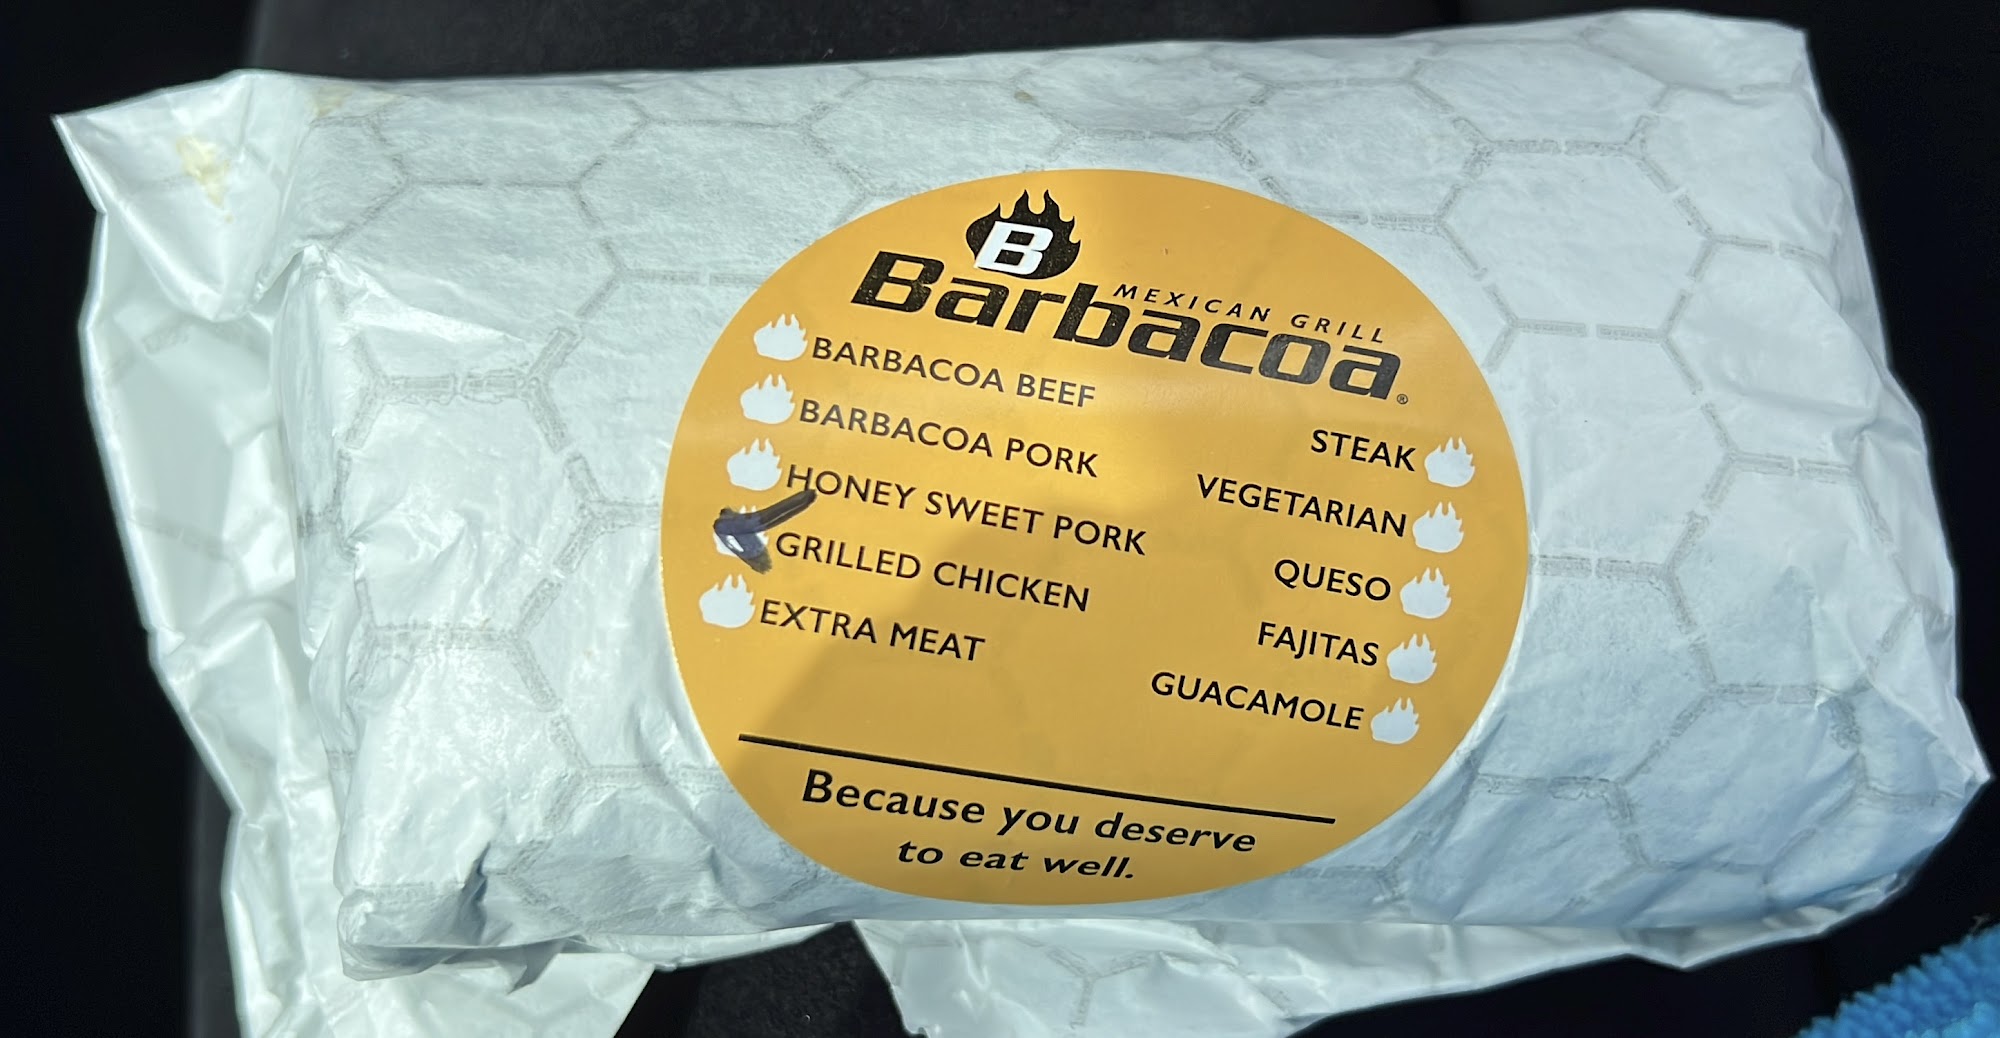 B
MEXICAN GRILL
Barbacoa®
BARBACOA BEEF
BARBACOA PORK
HONEY SWEET PORK
GRILLED CHICKEN
EXTRA MEAT
STEAK
VEGETARIAN
QUESO
FAJITAS
GUACAMOLE
Because you deserve
to eat well.